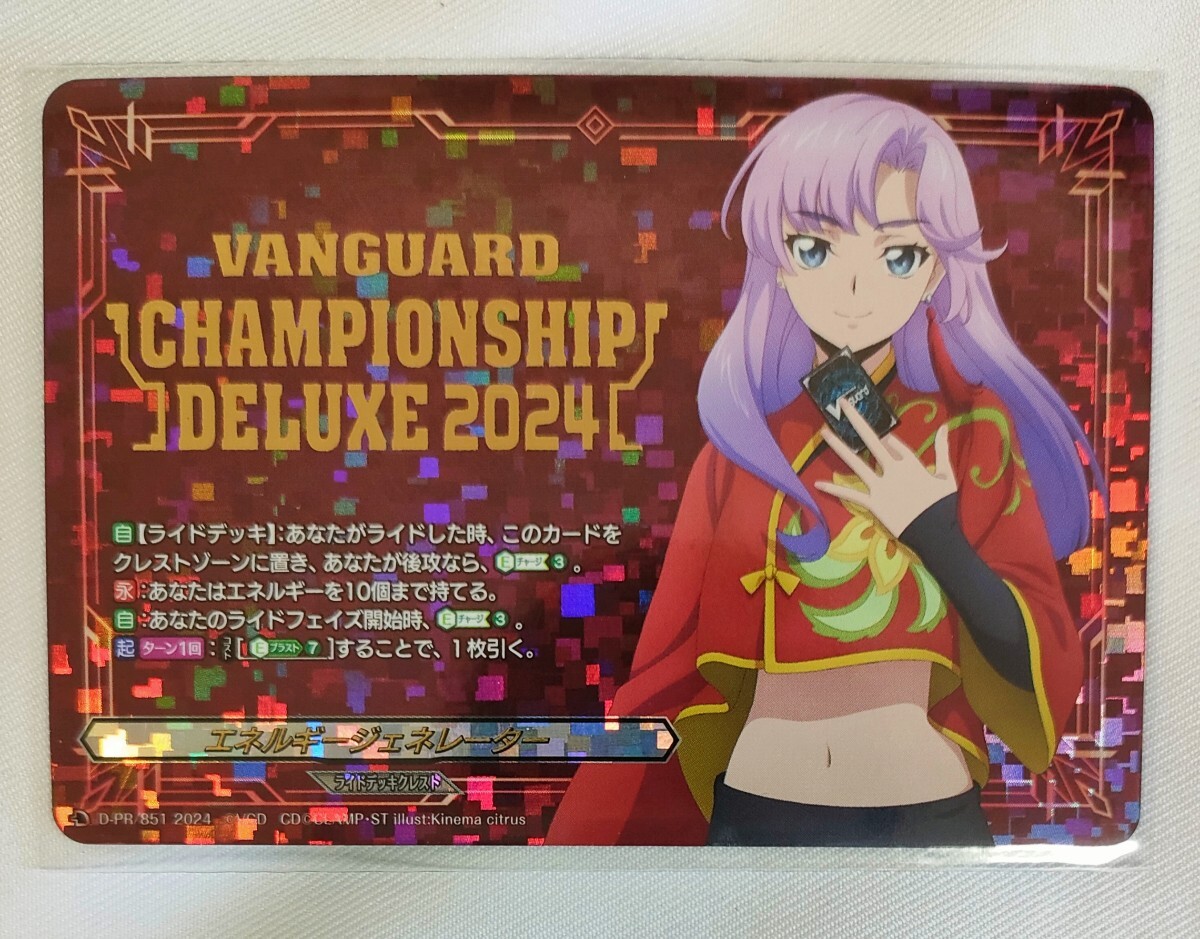 VANGUARD
CHAMPIONSHIP
DELUXE 2024
自【ライドデッキ】:あなたがライドした時、このカードを
クレストゾーンに置き、あなたが後攻なら、Eチャージ 3 。
永:あなたはエネルギーを10個まで持てる。
自:あなたのライドフェイズ開始時、Eチャージ 3 。
起 ターン1回:コスト[Eブラスト 7]することで、1枚引く。
エネルギージェネレーター
ライドデッキクレスト
D-PR/851 2024 ©VCD CD©CLAMP・ST illust:Kinema citrus